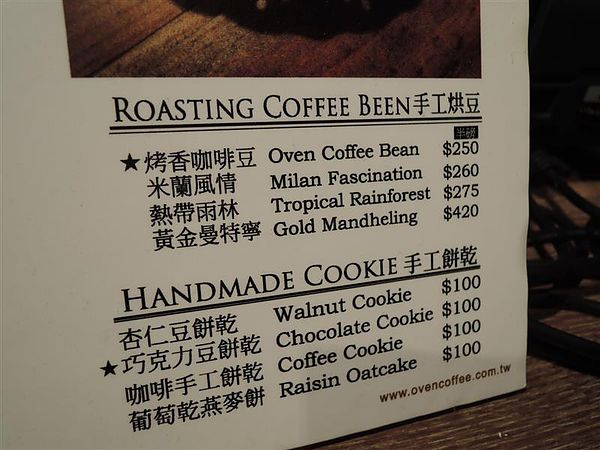 ROASTING COFFEE BEEN 手工烘豆
半磅
★烤香咖啡豆 Oven Coffee Bean $250
米蘭風情 Milan Fascination $260
熱帶雨林 Tropical Rainforest $275
黃金曼特寧 Gold Mandheling $420
HANDMADE COOKIE 手工餅乾
杏仁豆餅乾 Walnut Cookie $100
★巧克力豆餅乾 Chocolate Cookie $100
咖啡手工餅乾 Coffee Cookie $100
葡萄乾燕麥餅 Raisin Oatcake $100
www.ovencoffee.com.tw